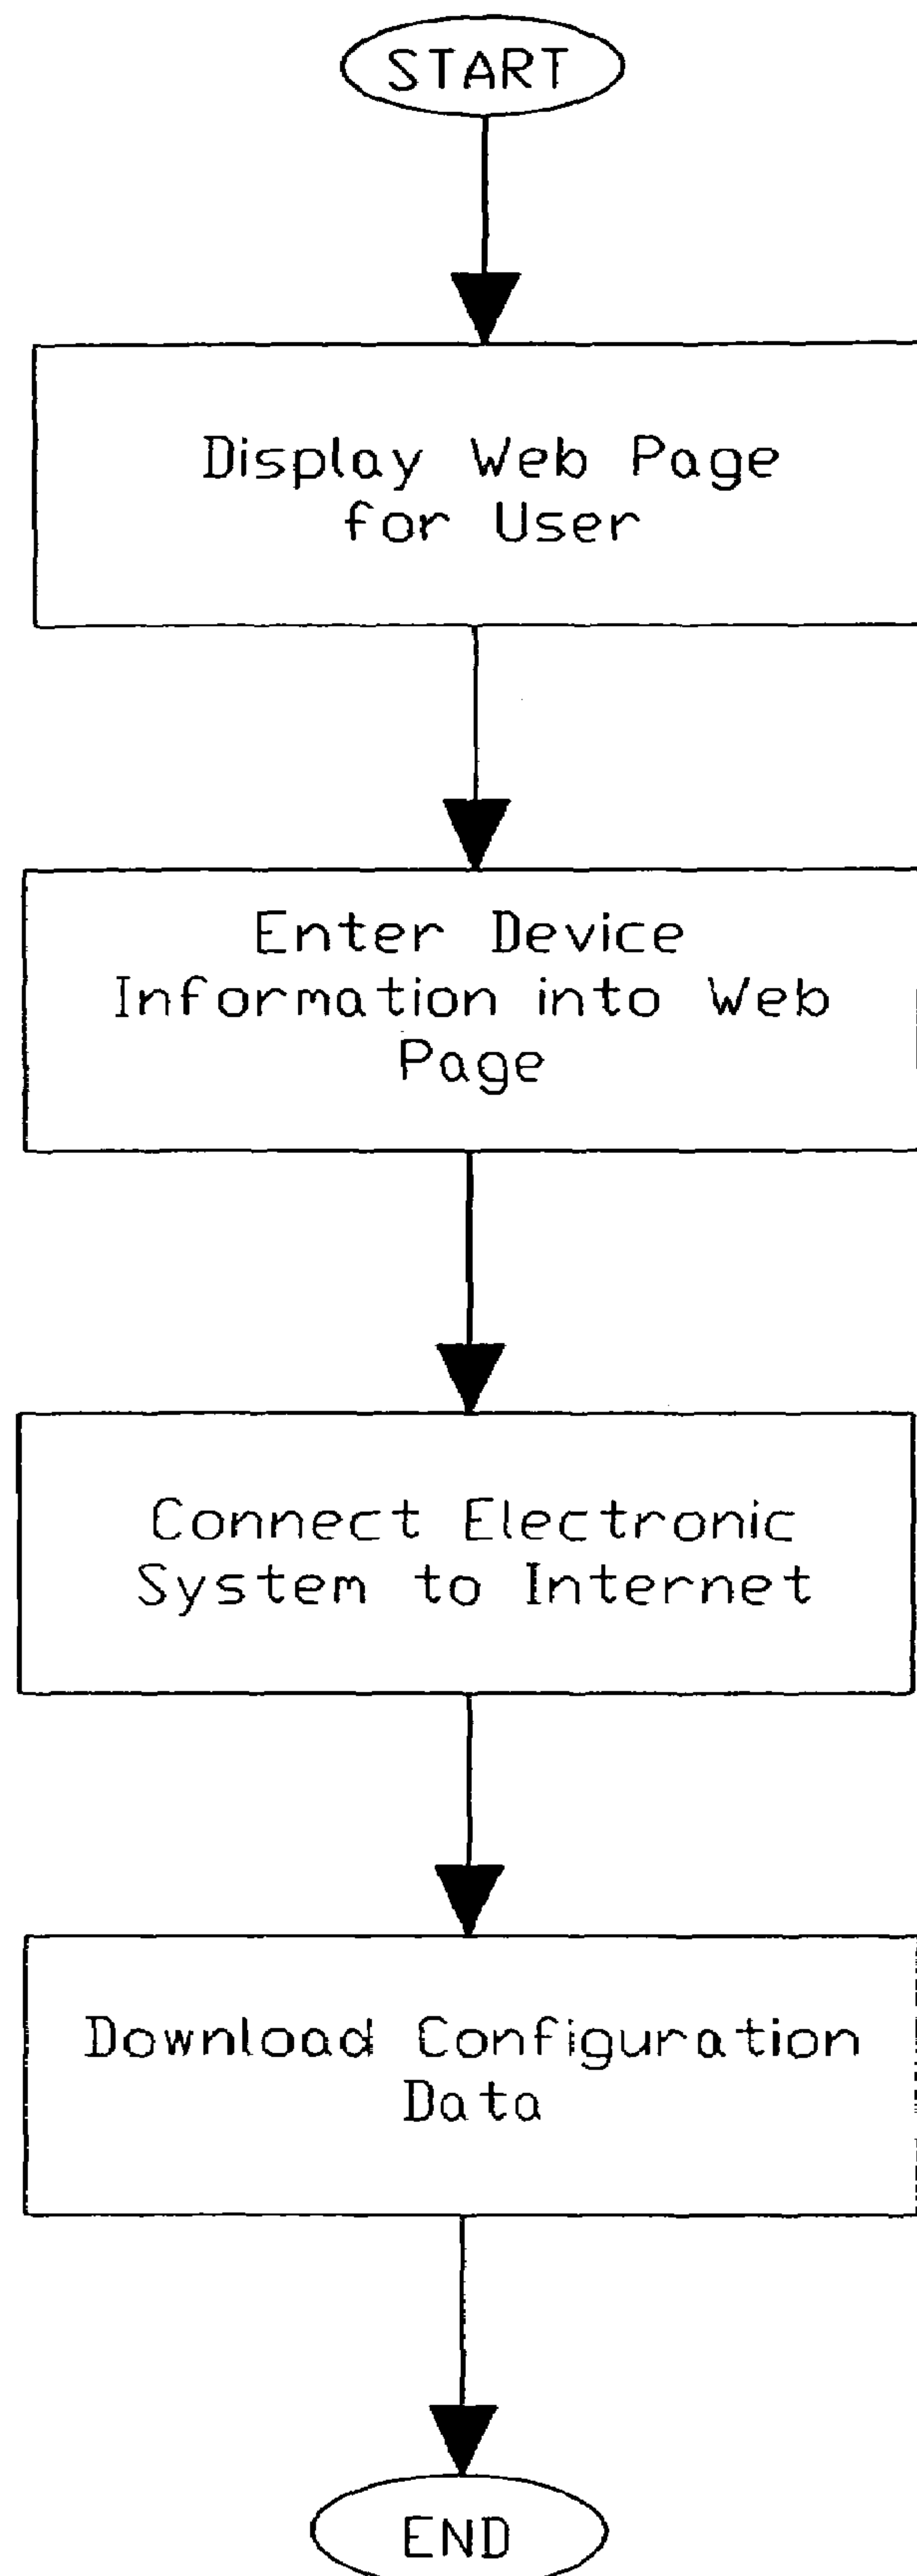 START
Display Web Page
for User
Enter Device
Information into Web
Page
Connect Electronic
System to Internet
Download Configuration
Data
END